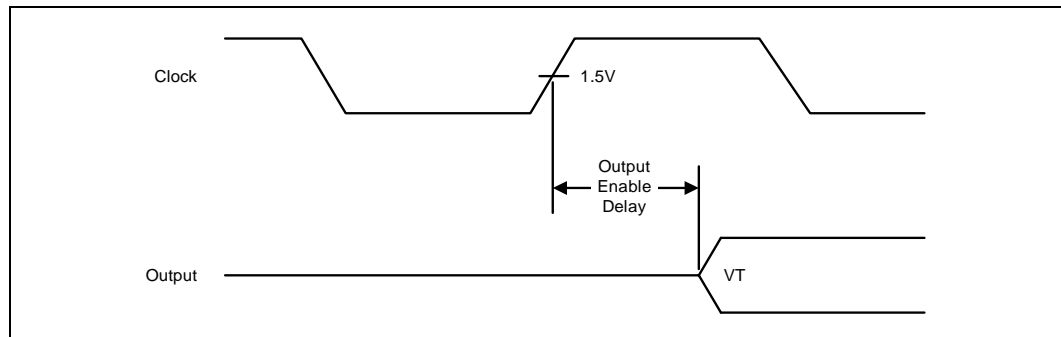 Clock
1.5V
Output
Enable
Delay
Output
VT